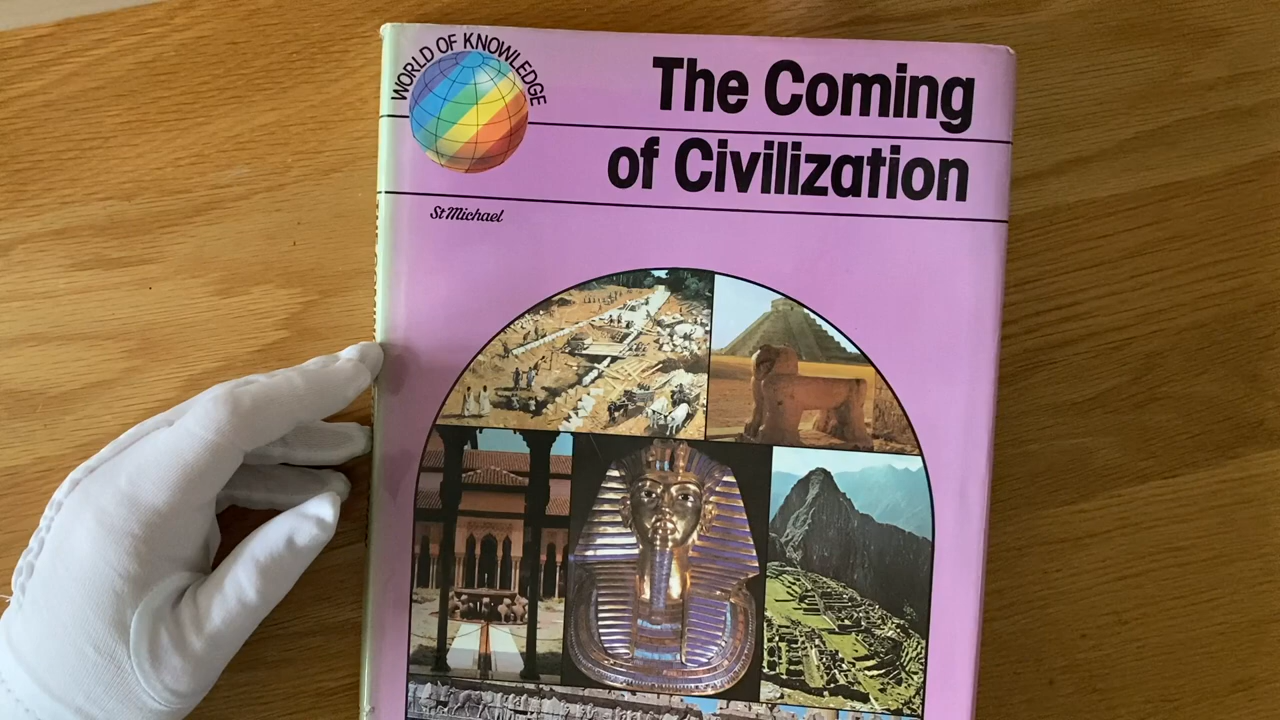 WORLD OF KNOWLEDGE
The Coming
of Civilization
St Michael